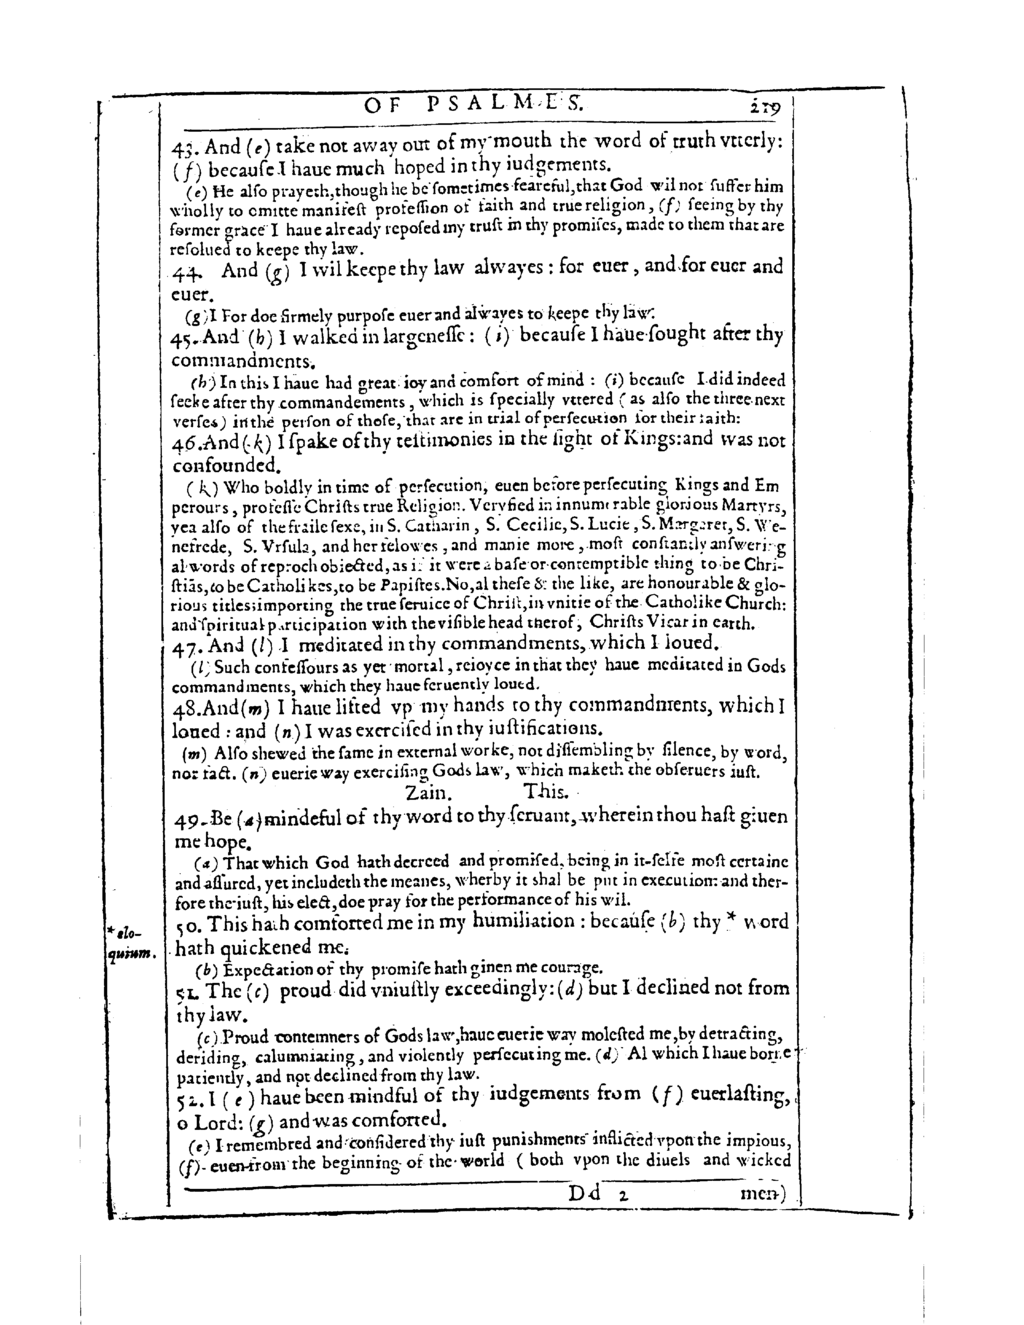 OF PSALMES. 219
43. And (e) take not away out of my mouth the word of truth vtterly:
(f) becauſe I haue much hoped in thy iudgements.
(e) He alſo prayeth, though he be ſometimes feareful, that God wil not ſuffer him
wholly to omitte manifeſt profeſſion of faith and true religion, (f) ſeeing by thy
former grace I haue already repoſed my truſt in thy promiſes, made to them that are
reſolued to keepe thy law.
44. And (g) I wil keepe thy law alwayes: for euer, and for euer and
euer.
(g) I For doe firmely purpoſe euer and alwayes to keepe thy law.
45. And (h) I walked in largeneſſe: (i) becauſe I haue ſought after thy
commandments.
(h) In this I haue had great ioy and comfort of mind: (i) becauſe I did indeed
ſeeke after thy commandements, which is ſpecially vttered (as alſo the three next
verſes) in the perſon of thoſe, that are in trial of perſecution for their faith:
46. And (k) I ſpake of thy teſtimonies in the ſight of Kings: and was not
confounded.
(k) Who boldly in time of perſecution, euen before perſecuting Kings and Em
perours, profeſſe Chriſts true Religion. Veryfied in innumerable glorious Martyrs,
yea alſo of the fraile ſexe, in S. Catharin, S. Cecilie, S. Lucie, S. Margaret, S. We-
nefrede, S. Vrſula, and her felowes, and manie more, moſt conſtantly anſwering
al words of reproch obiected, as if it were a baſe or contemptible thing to be Chri-
ſtiãs, to be Catholikes, to be Papiſtes. No, al theſe & the like, are honourable & glo-
rious titles; importing the true ſeruice of Chriſt, in vnitie of the Catholike Church:
and ſpiritual participation with the viſible head therof, Chriſts Vicar in earth.
47. And (l) I meditated in thy commandments, which I loued.
(l) Such confeſſours as yet mortal, reioyce in that they haue meditated in Gods
commandments, which they haue feruently loued.
48. And (m) I haue lifted vp my hands to thy commandments, which I
loued: and (n) I was exerciſed in thy iuſtifications.
(m) Alſo shewed the ſame in external worke, not diſſembling by ſilence, by word,
nor fact. (n) euerie way exerciſing Gods law, which maketh the obſeruers iuſt.
Zain. This.
49. Be (a) mindeful of thy word to thy ſeruant, wherein thou haſt giuen
me hope.
(a) That which God hath decreed and promiſed, being in it-ſelfe moſt certaine
and aſſured, yet includeth the meanes, wherby it shal be put in execution: and ther-
fore the iuſt, his elect, doe pray for the performance of his wil.
50. This hath comforted me in my humiliation: becauſe (b) thy * word
hath quickened me.
* elo-
quium.
(b) Expectation of thy promiſe hath ginen me courage.
51. The (c) proud did vniuſtly exceedingly: (d) but I declined not from
thy law.
(c) Proud contemners of Gods law, haue euerie way moleſted me, by detracting,
deriding, calumniating, and violently perſecuting me. (d) Al which I haue borne
patiently, and not declined from thy law.
52. I (e) haue been mindful of thy iudgements from (f) euerlaſting,
o Lord: (g) and was comforted.
(e) I remembred and conſidered thy iuſt punishments inflicted vpon the impious,
(f) euen from the beginning of the world (both vpon the diuels and wicked
Dd 2 men)